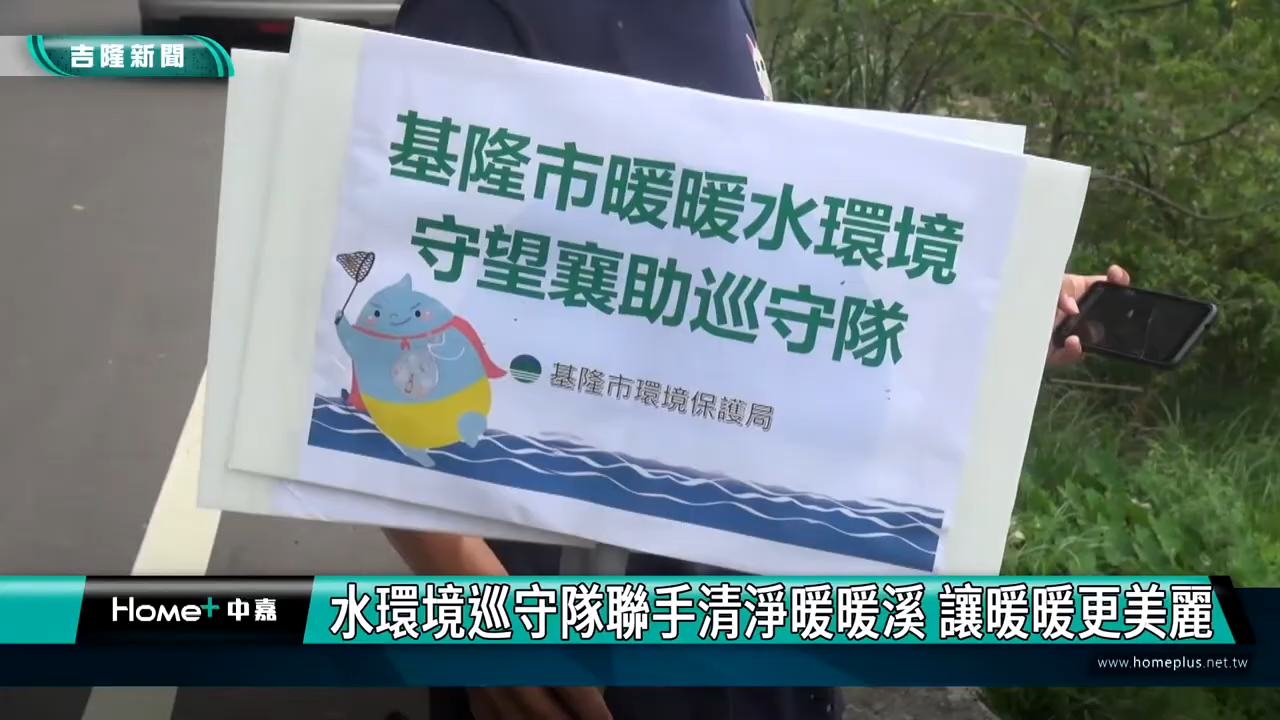 吉隆新聞
基隆市暖暖水環境
守望襄助巡守隊
基隆市環境保護局
Home+ 中嘉
水環境巡守隊聯手清淨暖暖溪 讓暖暖更美麗
www.homeplus.net.tw